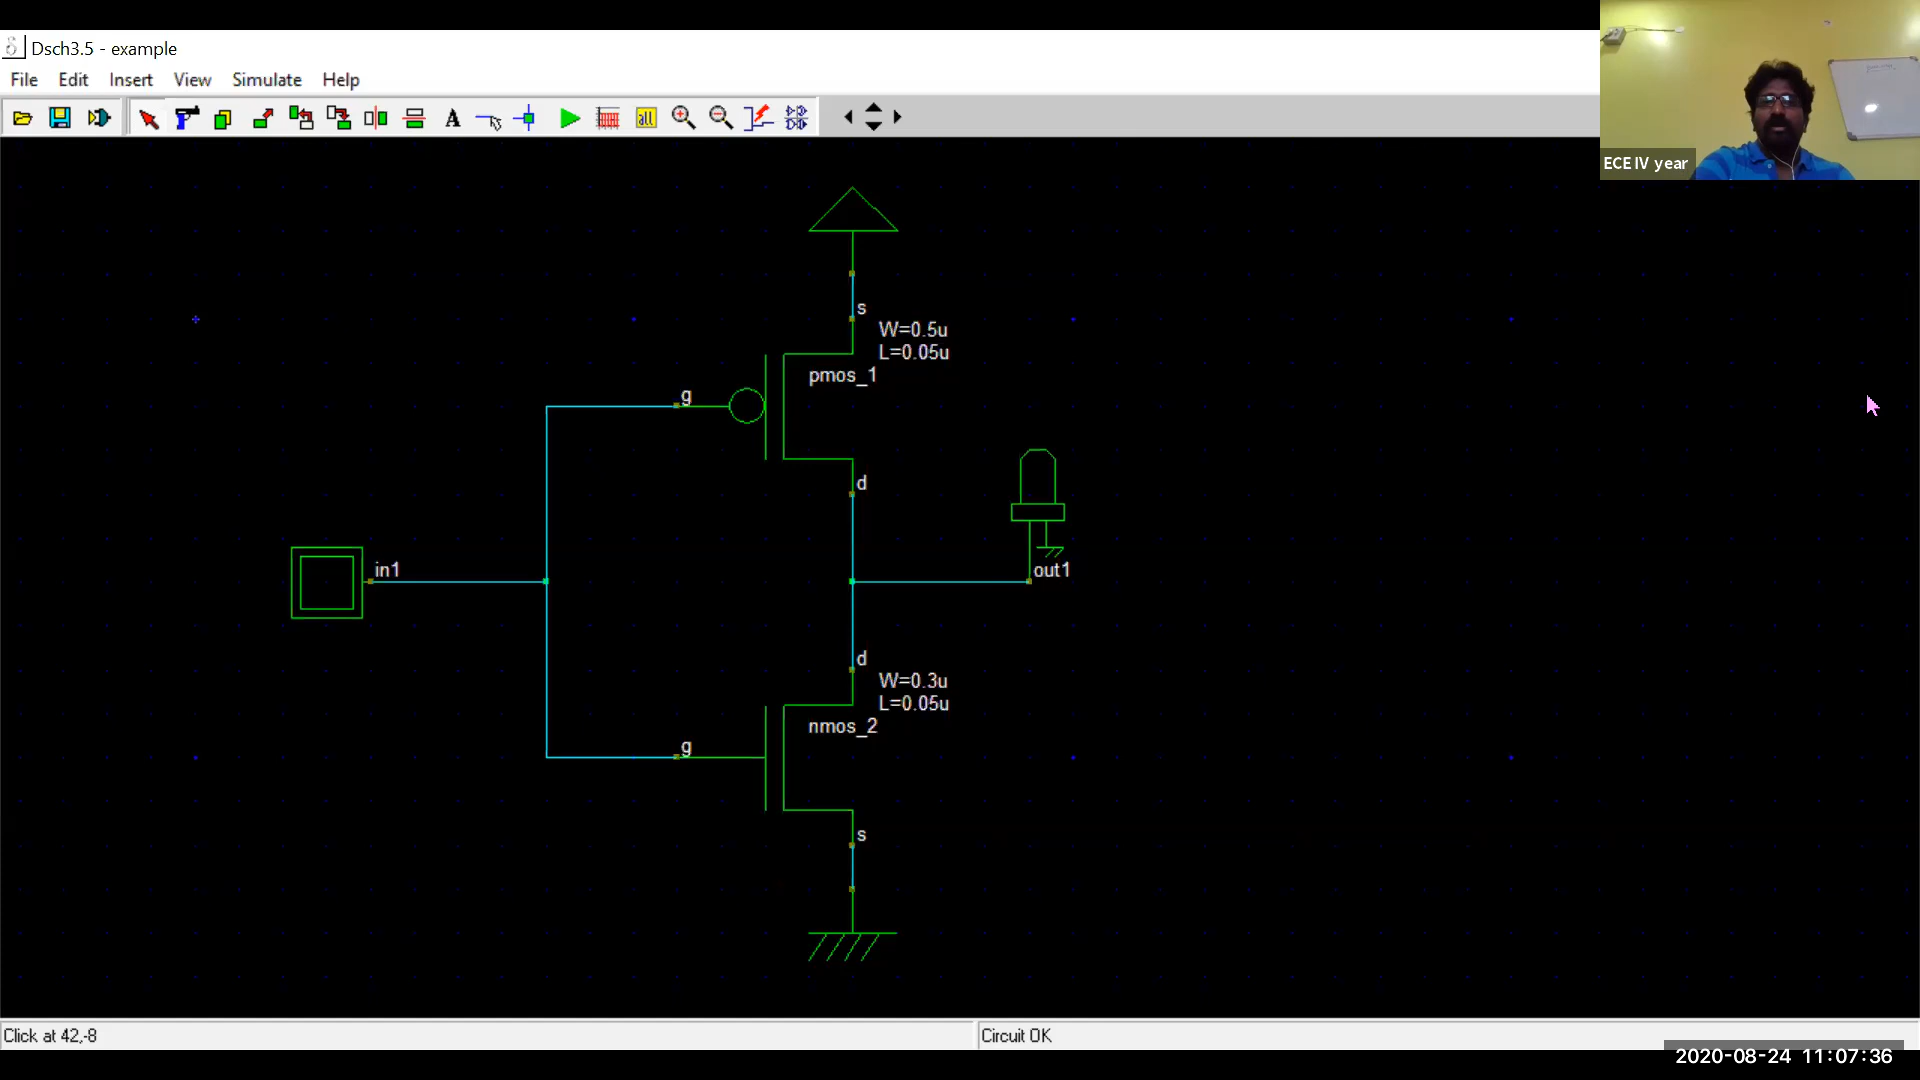 Dsch3.5 - example
File Edit Insert View Simulate Help
A
all
ECE IV year
s
W=0.5u
L=0.05u
pmos_1
g
d
in1
out1
d
W=0.3u
L=0.05u
nmos_2
g
s
Click at 42,-8
Circuit OK
2020-08-24 11:07:36